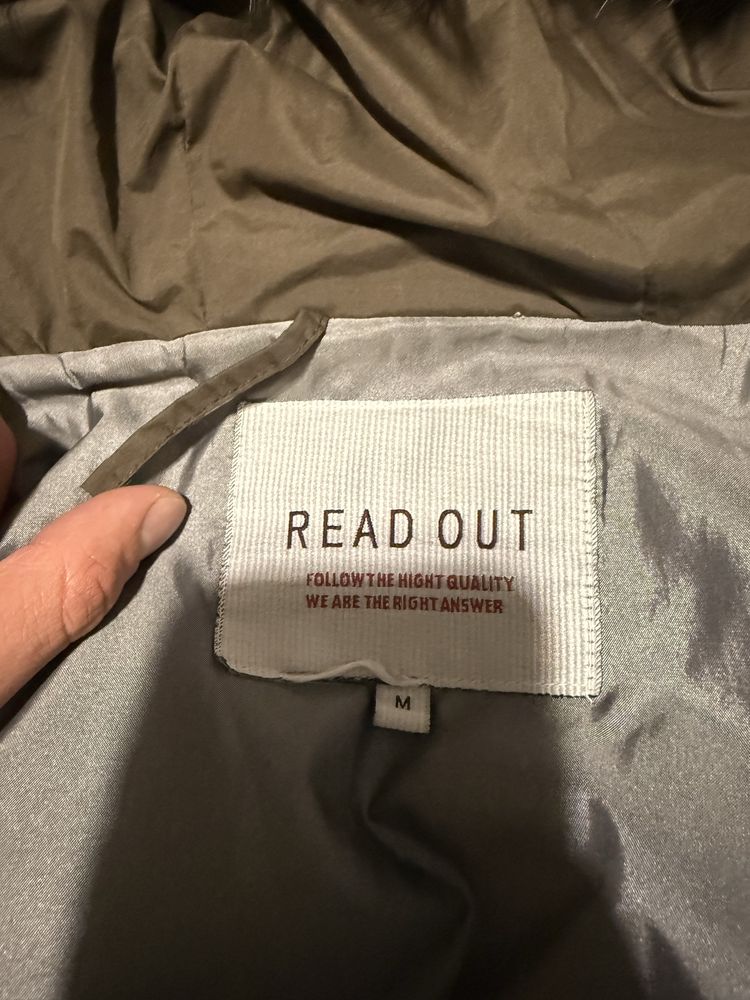 READ OUT
FOLLOW THE HIGHT QUALITY
WE ARE THE RIGHT ANSWER
M